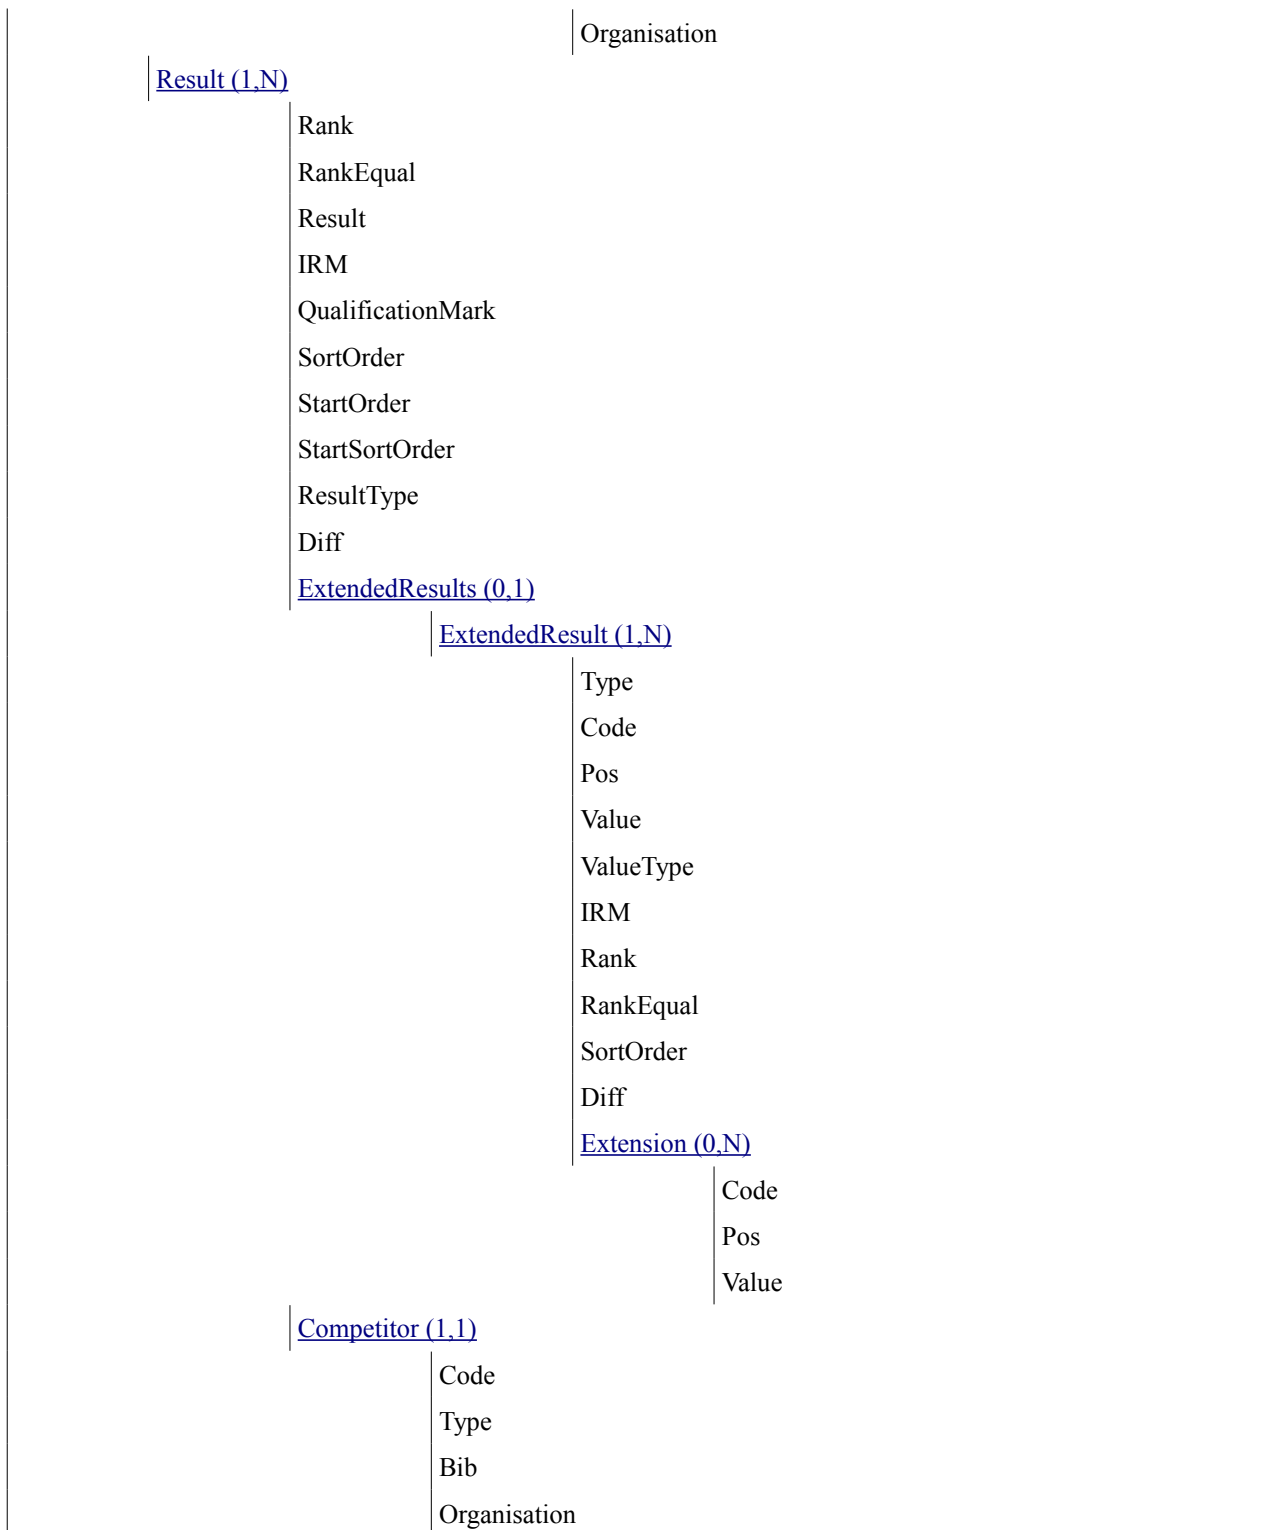 Organisation
Result (1,N)
Rank
RankEqual
Result
IRM
QualificationMark
SortOrder
StartOrder
StartSortOrder
ResultType
Diff
ExtendedResults (0,1)
ExtendedResult (1,N)
Type
Code
Pos
Value
ValueType
IRM
Rank
RankEqual
SortOrder
Diff
Extension (0,N)
Code
Pos
Value
Competitor (1,1)
Code
Type
Bib
Organisation